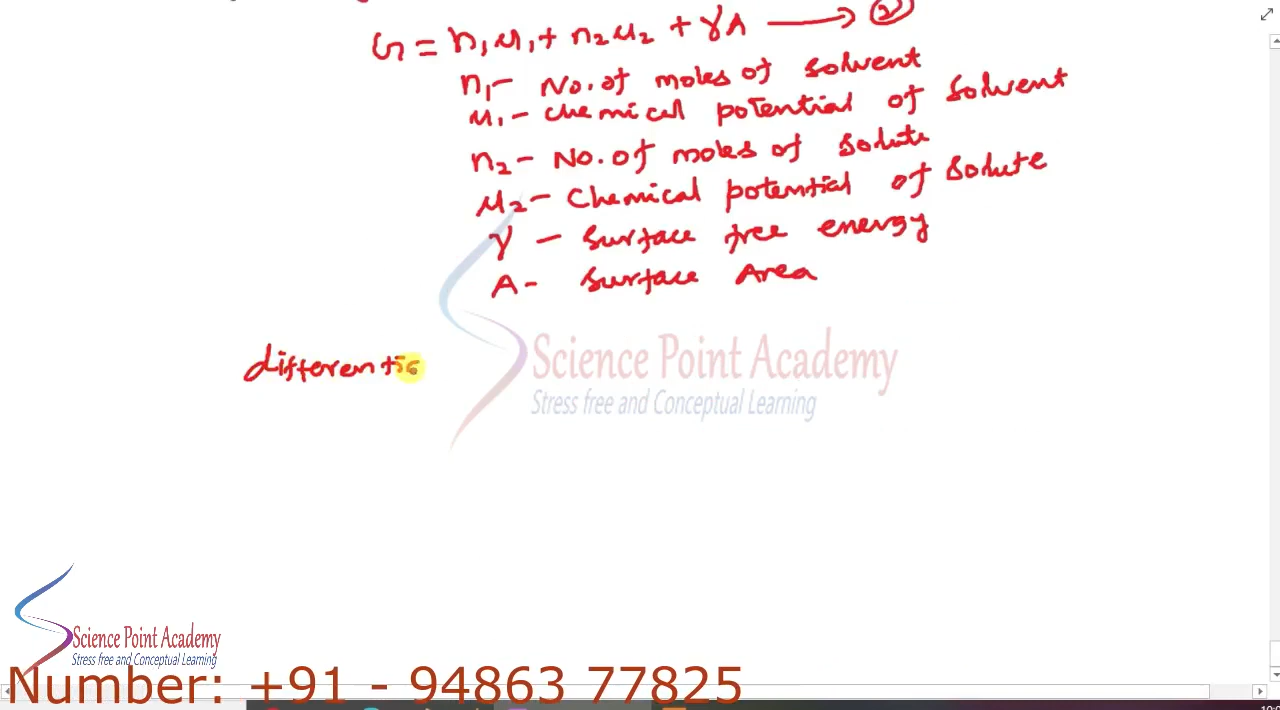 G = n₁μ₁ + n₂μ₂ + γA ⟶ ②
n₁ - No. of moles of solvent
μ₁ - chemical potential of solvent
n₂ - No. of moles of solute
μ₂ - Chemical potential of solute
γ - surface free energy
A - surface Area
Science Point Academy
Stress free and Conceptual Learning
differentia
Science Point Academy
Stress free and Conceptual Learning
Number: +91 - 94863 77825